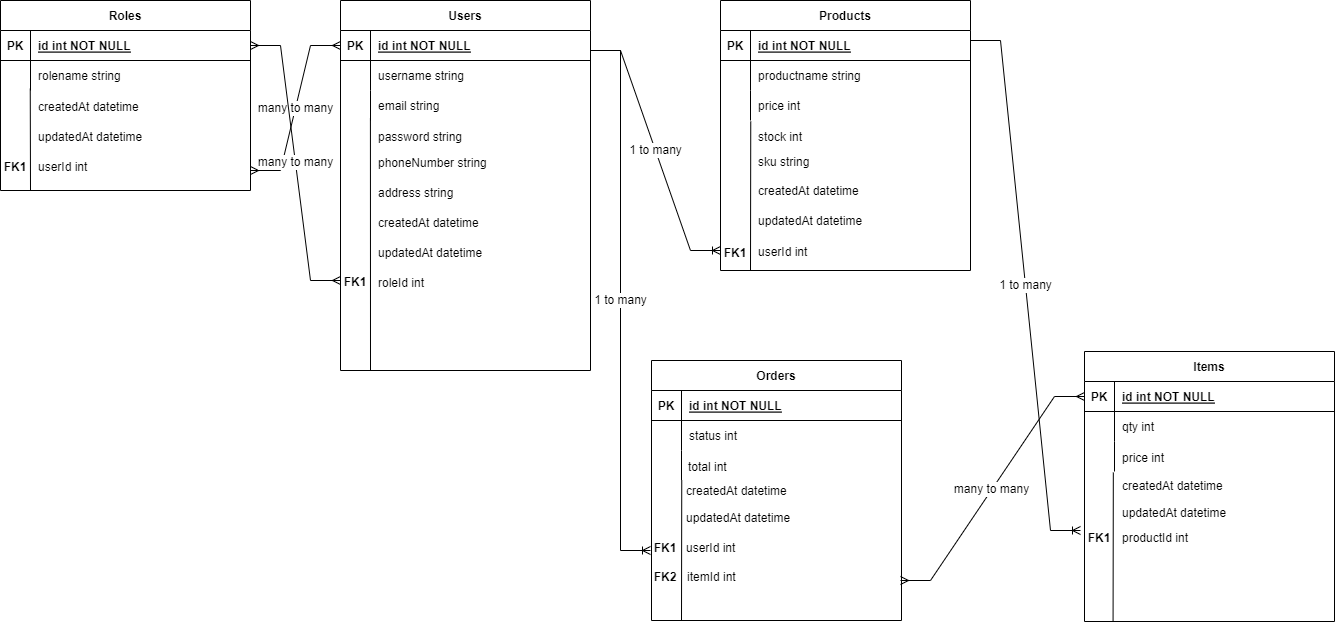 Roles
PK id int NOT NULL
rolename string
createdAt datetime
updatedAt datetime
FK1 userId int
many to many
many to many
Users
PK id int NOT NULL
username string
email string
password string
phoneNumber string
address string
createdAt datetime
updatedAt datetime
FK1 roleId int
1 to many
1 to many
Products
PK id int NOT NULL
productname string
price int
stock int
sku string
createdAt datetime
updatedAt datetime
FK1 userId int
1 to many
Orders
PK id int NOT NULL
status int
total int
createdAt datetime
updatedAt datetime
FK1 userId int
FK2 itemId int
many to many
Items
PK id int NOT NULL
qty int
price int
createdAt datetime
updatedAt datetime
FK1 productId int